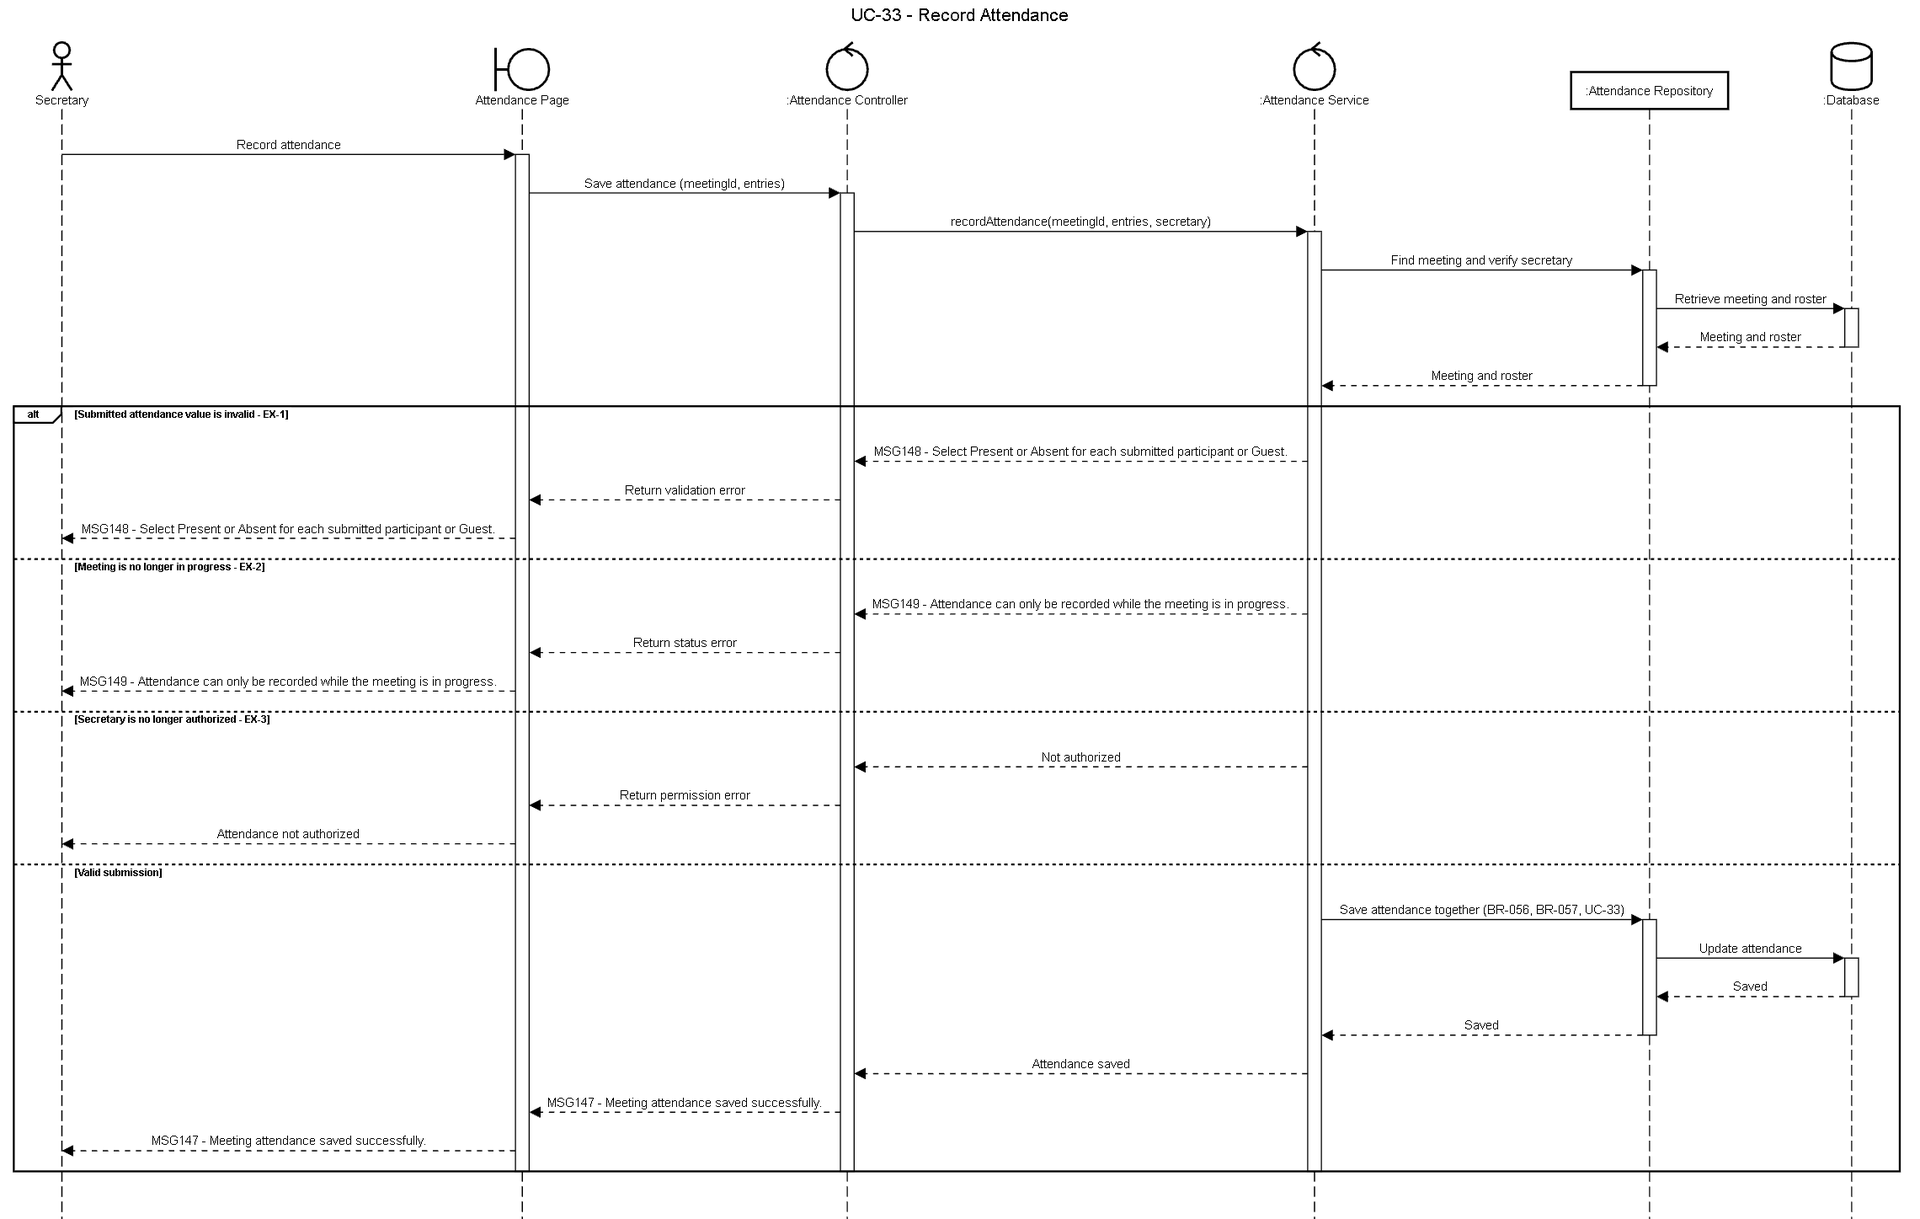 UC-33 - Record Attendance
Secretary
Attendance Page
:Attendance Controller
:Attendance Service
:Attendance Repository
:Database
Record attendance
Save attendance (meetingId, entries)
recordAttendance(meetingId, entries, secretary)
Find meeting and verify secretary
Retrieve meeting and roster
Meeting and roster
Meeting and roster
alt
[Submitted attendance value is invalid - EX-1]
MSG148 - Select Present or Absent for each submitted participant or Guest.
Return validation error
MSG148 - Select Present or Absent for each submitted participant or Guest.
[Meeting is no longer in progress - EX-2]
MSG149 - Attendance can only be recorded while the meeting is in progress.
Return status error
MSG149 - Attendance can only be recorded while the meeting is in progress.
[Secretary is no longer authorized - EX-3]
Not authorized
Return permission error
Attendance not authorized
[Valid submission]
Save attendance together (BR-056, BR-057, UC-33)
Update attendance
Saved
Saved
Attendance saved
MSG147 - Meeting attendance saved successfully.
MSG147 - Meeting attendance saved successfully.